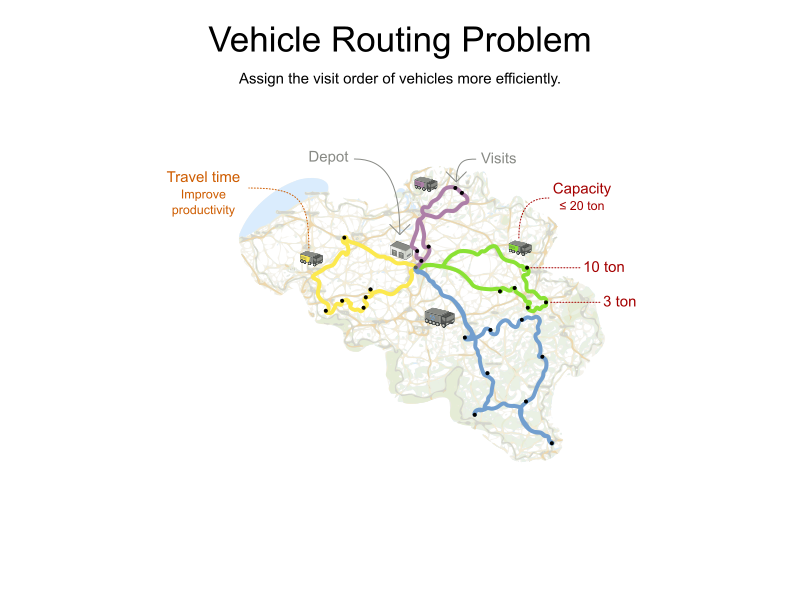 Vehicle Routing Problem
Assign the visit order of vehicles more efficiently.
Depot
Visits
Travel time
Improve
productivity
Capacity
≤ 20 ton
10 ton
3 ton